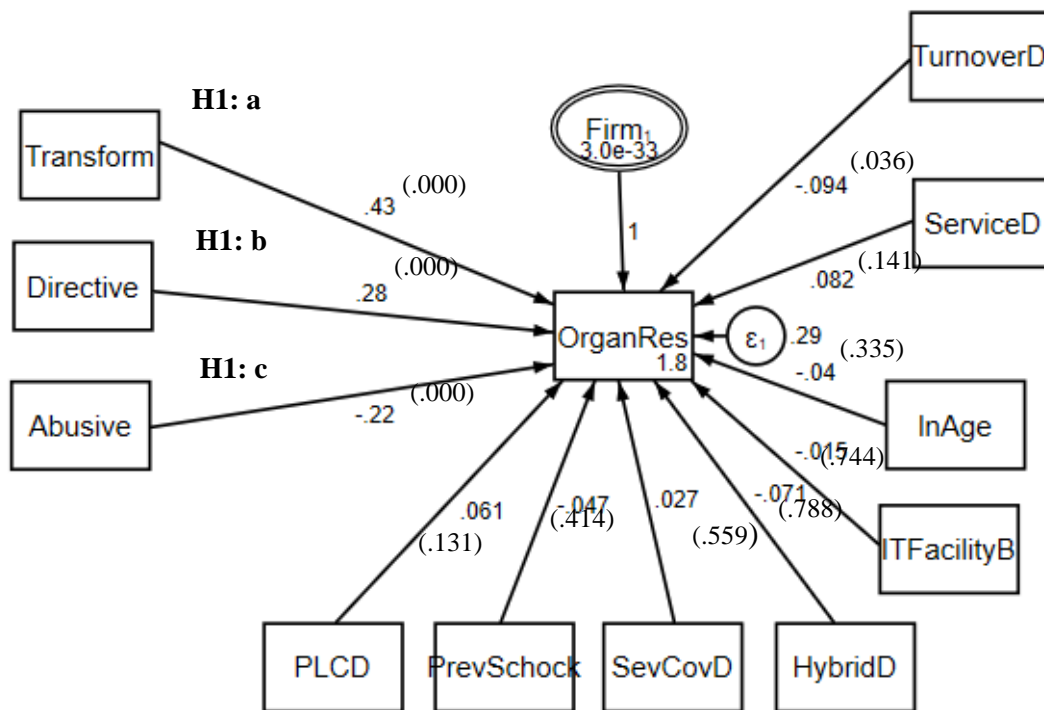 TurnoverD
H1: a
Firm1
3.0e-33
Transform
(.000)
.43
-.094
(.036)
ServiceD
H1: b
1
(.141)
.082
Directive
(.000)
.28
OrganRes
1.8
ε1
.29
(.335)
-.04
H1: c
(.000)
-.22
Abusive
lnAge
-.015
(.744)
.061
(.131)
-.047
(.414)
.027
(.559)
-.071
(.788)
ITFacilityB
PLCD
PrevSchock
SevCovD
HybridD